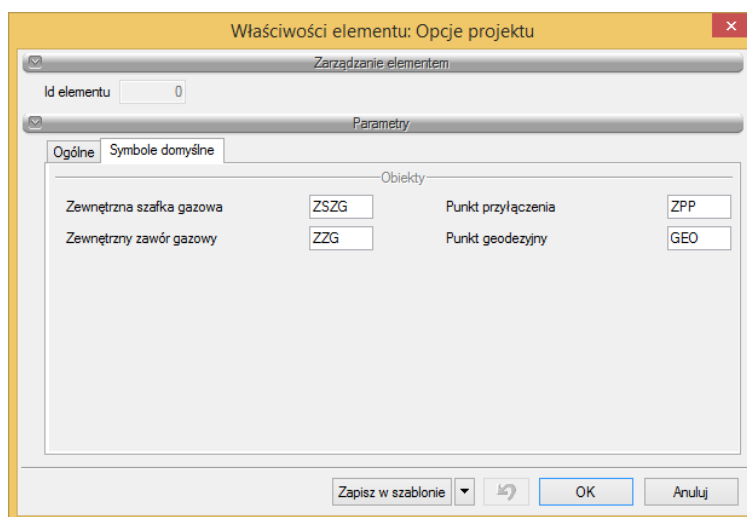 Właściwości elementu: Opcje projektu
Zarządzanie elementem
Id elementu 0
Parametry
Ogólne Symbole domyślne
Obiekty
Zewnętrzna szafka gazowa ZSZG Punkt przyłączenia ZPP
Zewnętrzny zawór gazowy ZZG Punkt geodezyjny GEO
Zapisz w szablonie OK Anuluj